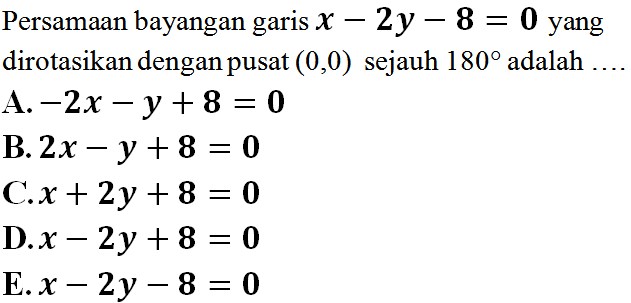 Persamaan bayangan garis x − 2y − 8 = 0 yang
dirotasikan dengan pusat (0,0) sejauh 180° adalah ….
A. −2x − y + 8 = 0
B. 2x − y + 8 = 0
C. x + 2y + 8 = 0
D. x − 2y + 8 = 0
E. x − 2y − 8 = 0